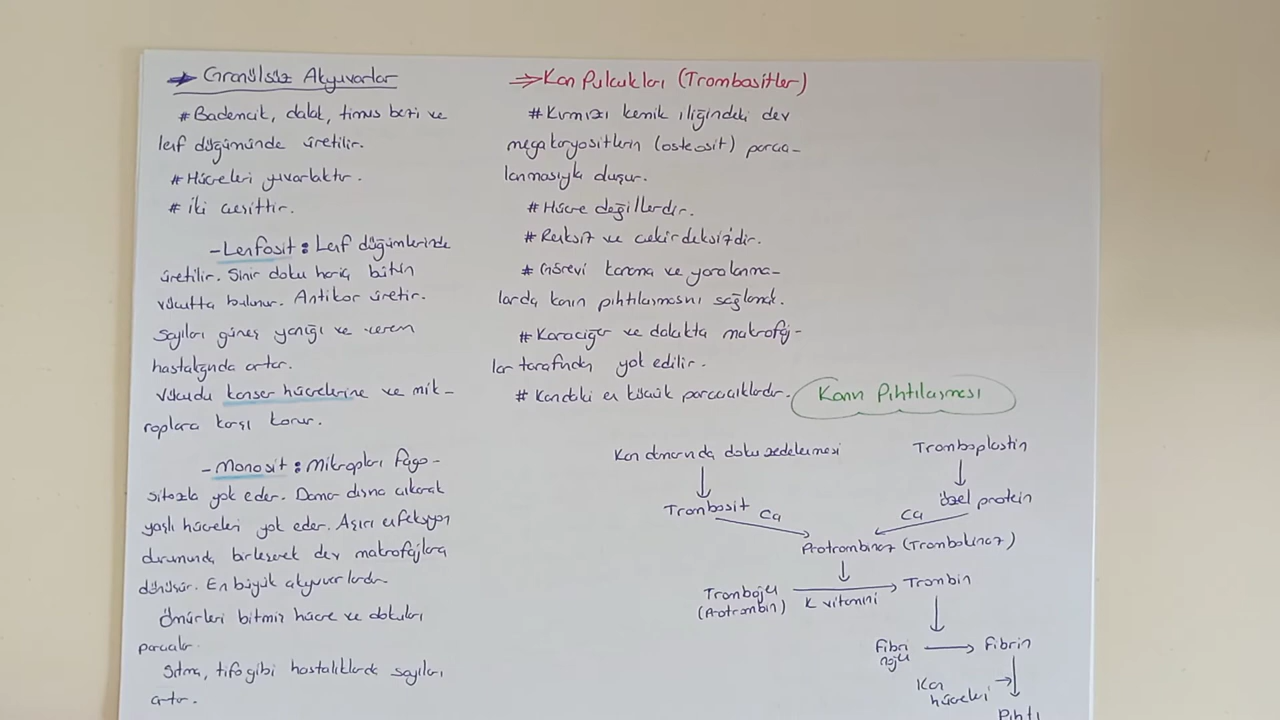 Granülsüz Akyuvarlar
# Bademcik, dalak, timus bezi ve
lenf düğümünde üretilir.
# Hücreleri yuvarlaktır.
# İki çeşittir.
- Lenfosit : Lenf düğümlerinde
üretilir. Sinir doku hariç bütün
vücutta bulunur. Antikor üretir.
Sayıları güneş yanığı ve verem
hastalığında artar.
Vücudu kanser hücrelerine ve mik-
roplara karşı korur.
- Monosit : Mikropları fago-
sitozla yok eder. Damar dışına çıkarak
yaşlı hücreleri yok eder. Aşırı enfeksiyon
durumunda birleşerek dev makrofajlara
dönüşür. En büyük akyuvarlardır.
Ömürleri bitmiş hücre ve dokuları
parçalar.
Sıtma, tifo gibi hastalıklarda sayıları
artar.
⇒ Kan Pulcukları (Trombositler)
# Kırmızı kemik iliğindeki dev
megakaryositlerin (osteosit) parça-
lanmasıyla oluşur.
# Hücre değillerdir.
# Renksiz ve çekirdeksizdir.
# Görevi kanama ve yaralanma-
larda kanın pıhtılaşmasını sağlamak.
# Karaciğer ve dalakta makrofaj-
lar tarafından yok edilir.
# Kandaki en küçük parçacıklardır.
Kanın Pıhtılaşması
Kan damarında doku zedelenmesi
Tromboplastin
Trombosit Ca
Ca özel protein
Protrombinaz (Trombokinaz)
Trombojen
(Protrombin)
K vitamini
Trombin
Fibri
nojen
Fibrin
Kan
hücreleri
Pıhtı